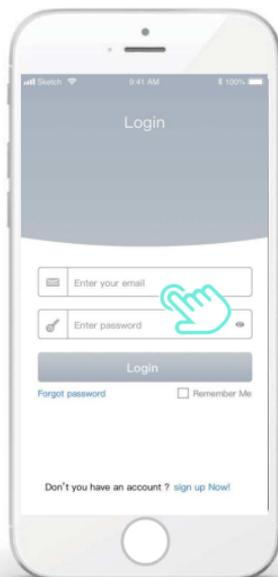 Sketch 9:41 AM 100%
Login
Enter your email
Enter password
Login
Forgot password Remember Me
Don't you have an account ? sign up Now!